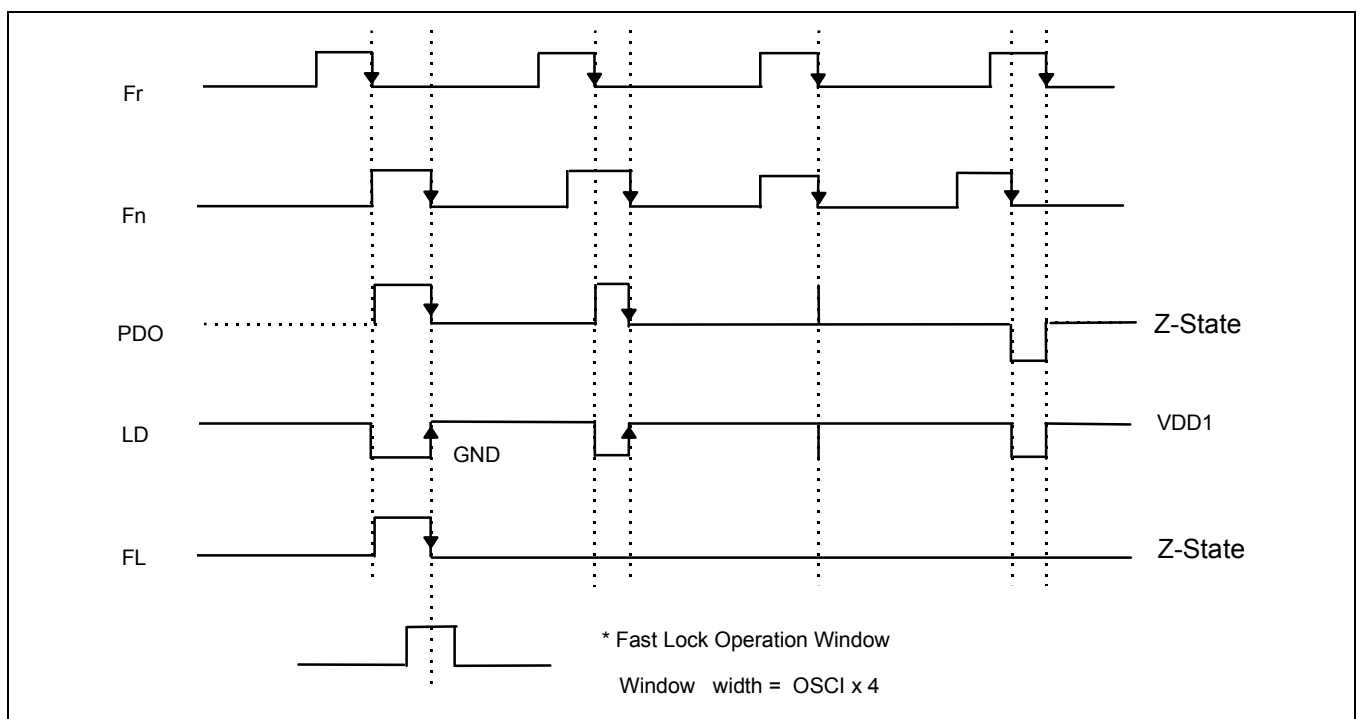 Fr
Fn
PDO
Z-State
LD
VDD1
GND
FL
Z-State
* Fast Lock Operation Window
Window width = OSCI x 4